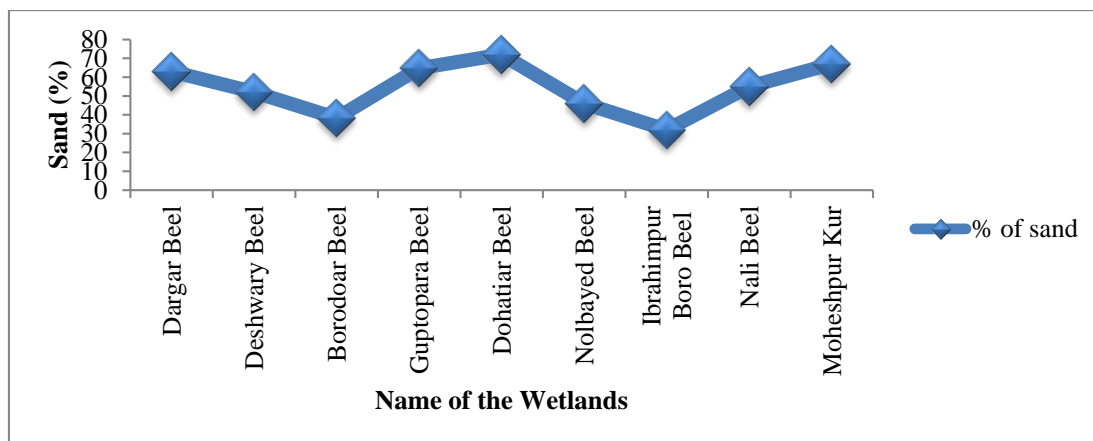 80
70
60
50
40
30
20
10
0
Sand (%)
Dargar Beel
Deshwary Beel
Borodoar Beel
Guptopara Beel
Dohatiar Beel
Nolbayed Beel
Ibrahimpur
Boro Beel
Nali Beel
Moheshpur Kur
% of sand
Name of the Wetlands